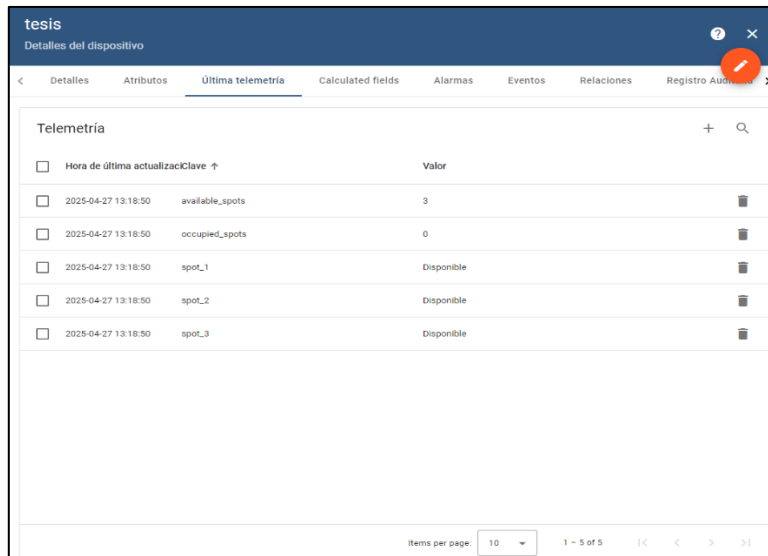 tesis
Detalles del dispositivo
Detalles Atributos Última telemetría Calculated fields Alarmas Eventos Relaciones Registro
Telemetría
Hora de última actualizaciClave ↑ Valor
2025-04-27 13:18:50 available_spots 3
2025-04-27 13:18:50 occupied_spots 0
2025-04-27 13:18:50 spot_1 Disponible
2025-04-27 13:18:50 spot_2 Disponible
2025-04-27 13:18:50 spot_3 Disponible
Items per page: 10 1 – 5 of 5